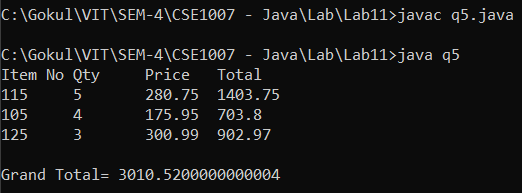 C:\Gokul\VIT\SEM-4\CSE1007 - Java\Lab\Lab11>javac q5.java
C:\Gokul\VIT\SEM-4\CSE1007 - Java\Lab\Lab11>java q5
Item No Qty Price Total
115 5 280.75 1403.75
105 4 175.95 703.8
125 3 300.99 902.97
Grand Total= 3010.5200000000004